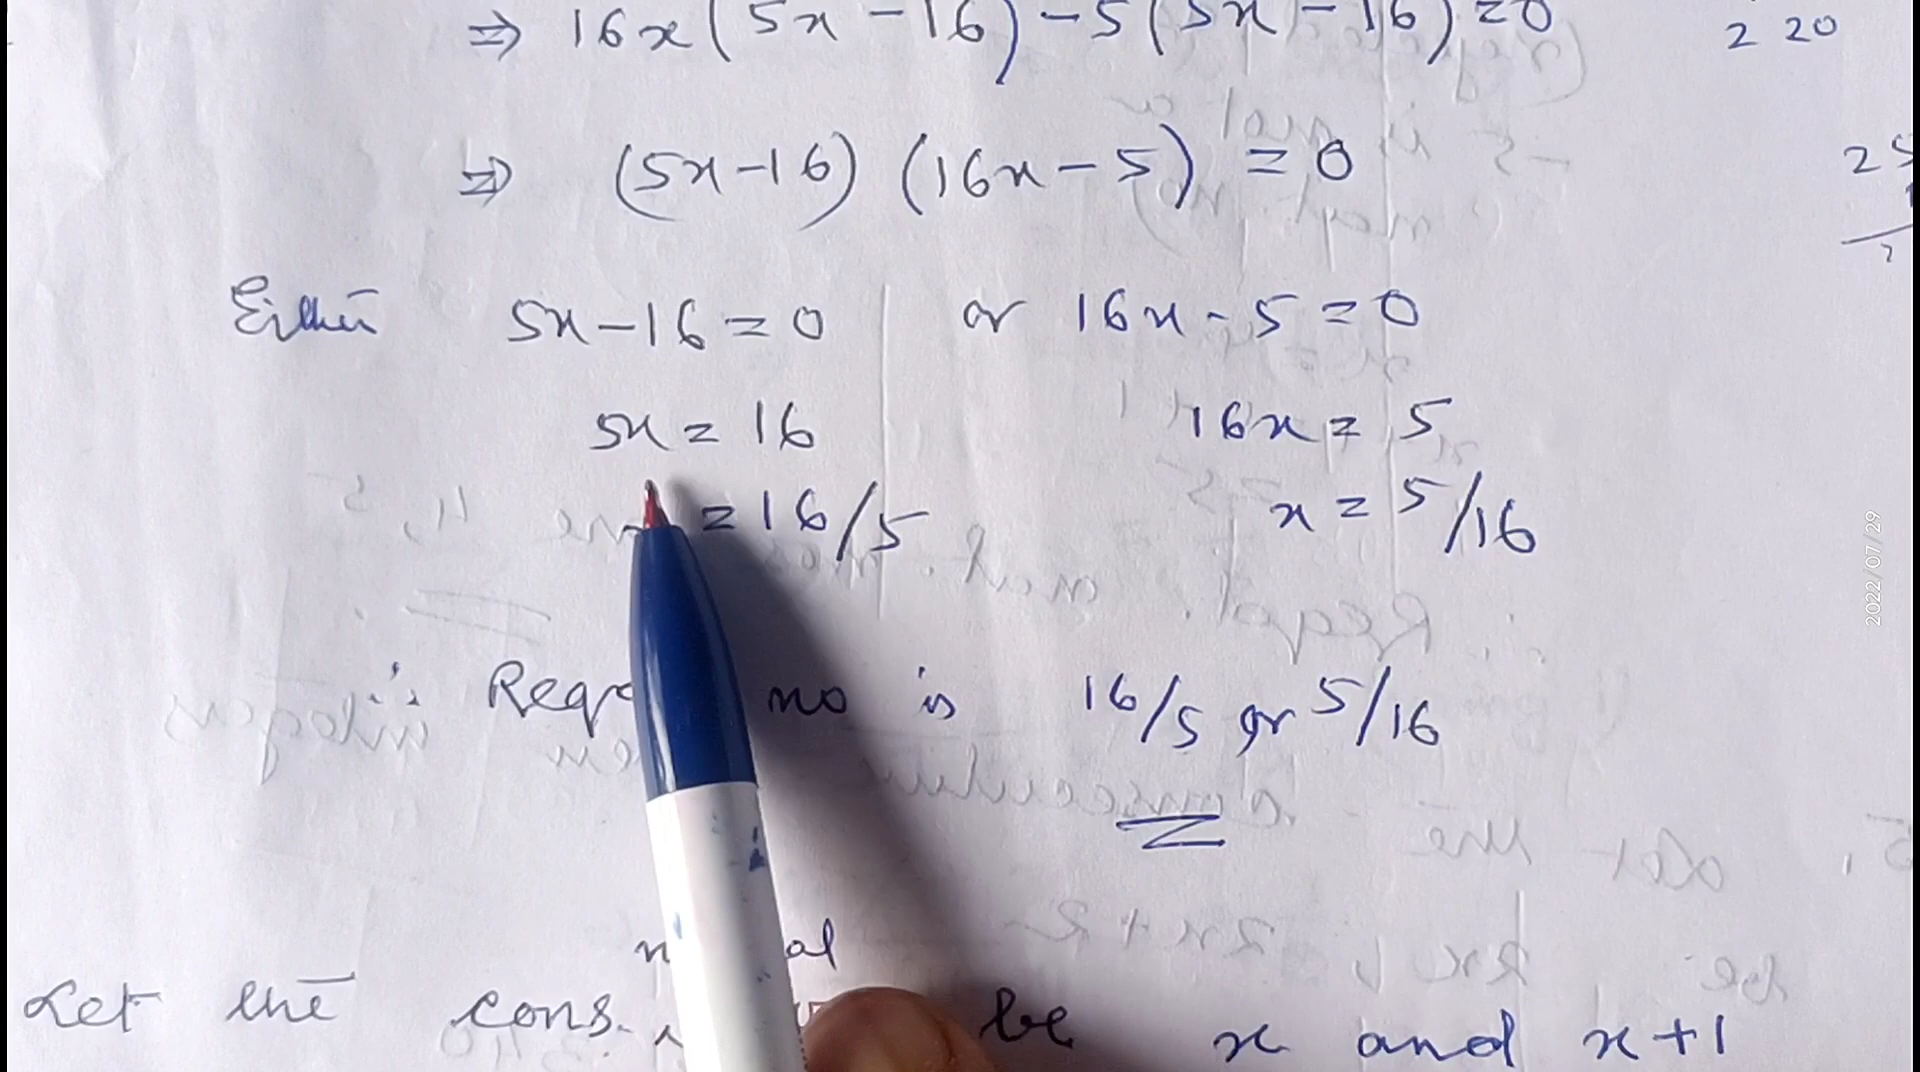 ⇒ 16x(5x-16)-5(5x-16)=0
2 20
⇒ (5x-16) (16x-5) = 0
25
Either 5x-16=0 or 16x-5=0
5x=16 16x=5
=16/5 x=5/16
2022/07/29
∴ no is 16/5 or 5/16
Let the cons. be x and x+1